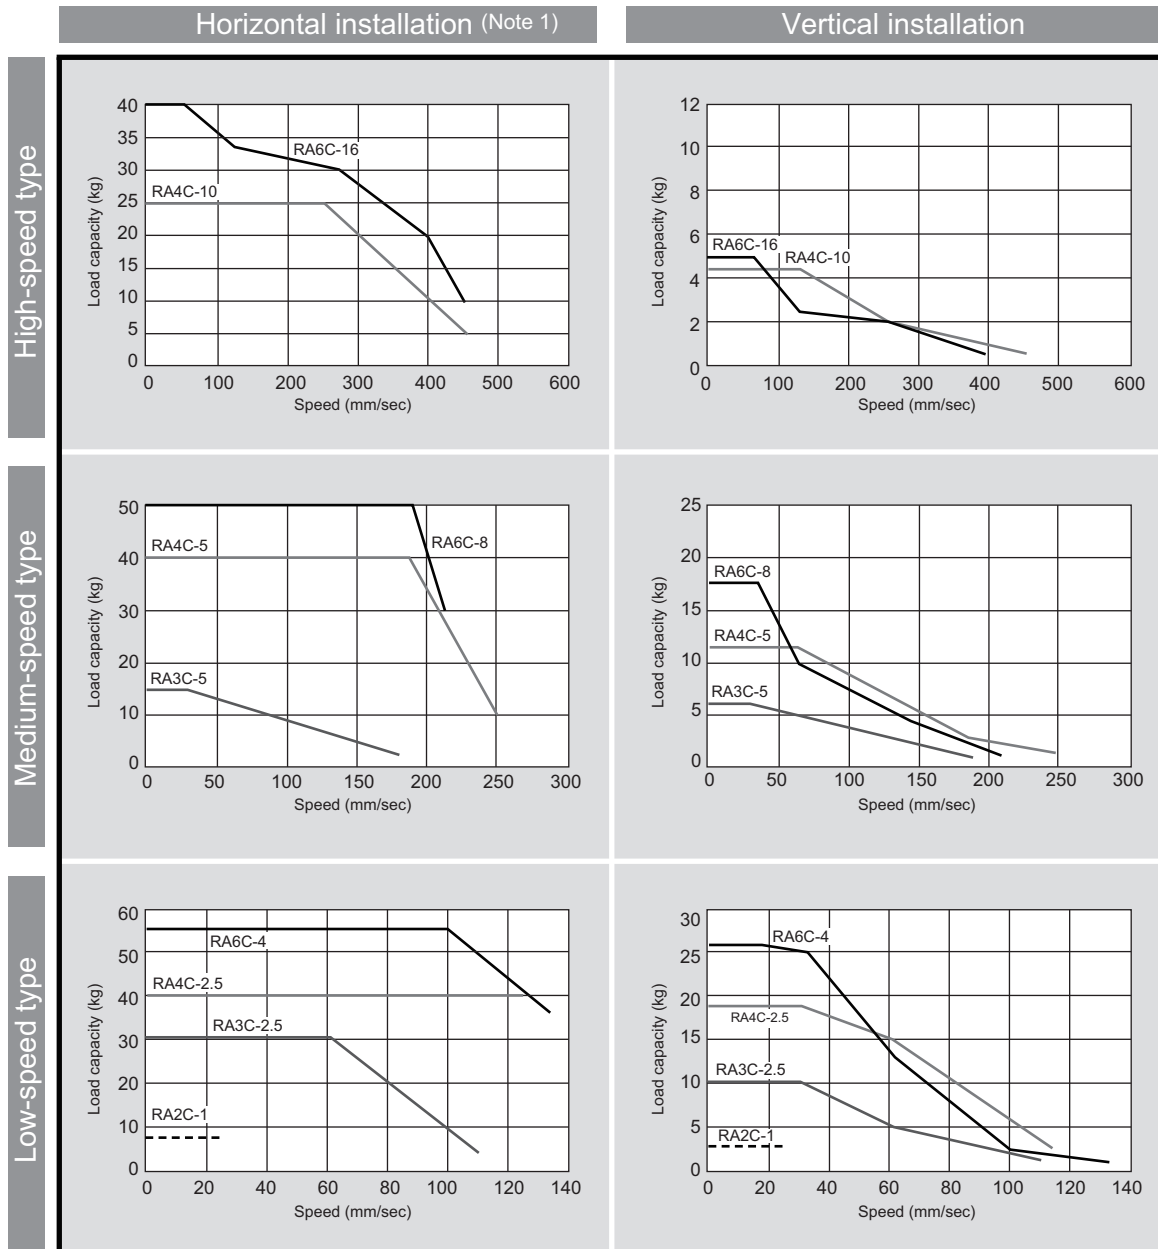 Horizontal installation (Note 1)
Vertical installation
High-speed type
Load capacity (kg)
40
35
30
25
20
15
10
5
0
RA6C-16
RA4C-10
0 100 200 300 400 500 600
Speed (mm/sec)
Load capacity (kg)
12
10
8
6
4
2
0
RA6C-16
RA4C-10
0 100 200 300 400 500 600
Speed (mm/sec)
Medium-speed type
Load capacity (kg)
50
40
30
20
10
0
RA4C-5
RA6C-8
RA3C-5
0 50 100 150 200 250 300
Speed (mm/sec)
Load capacity (kg)
25
20
15
10
5
0
RA6C-8
RA4C-5
RA3C-5
0 50 100 150 200 250 300
Speed (mm/sec)
Low-speed type
Load capacity (kg)
60
50
40
30
20
10
0
RA6C-4
RA4C-2.5
RA3C-2.5
RA2C-1
0 20 40 60 80 100 120 140
Speed (mm/sec)
Load capacity (kg)
30
25
20
15
10
5
0
RA6C-4
RA4C-2.5
RA3C-2.5
RA2C-1
0 20 40 60 80 100 120 140
Speed (mm/sec)